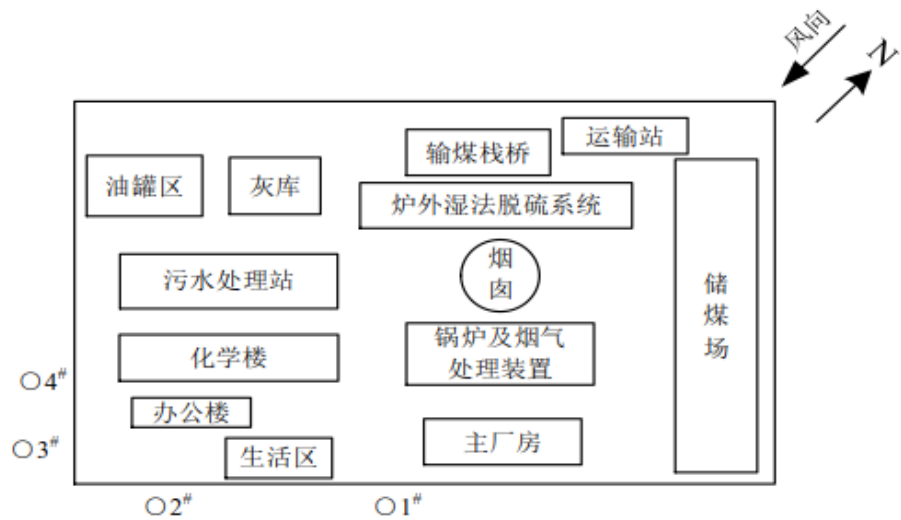 风向
N
运输站
输煤栈桥
油罐区
灰库
炉外湿法脱硫系统
烟
囱
污水处理站
储
煤
场
锅炉及烟气
处理装置
化学楼
○4#
办公楼
主厂房
○3#
生活区
○2#
○1#